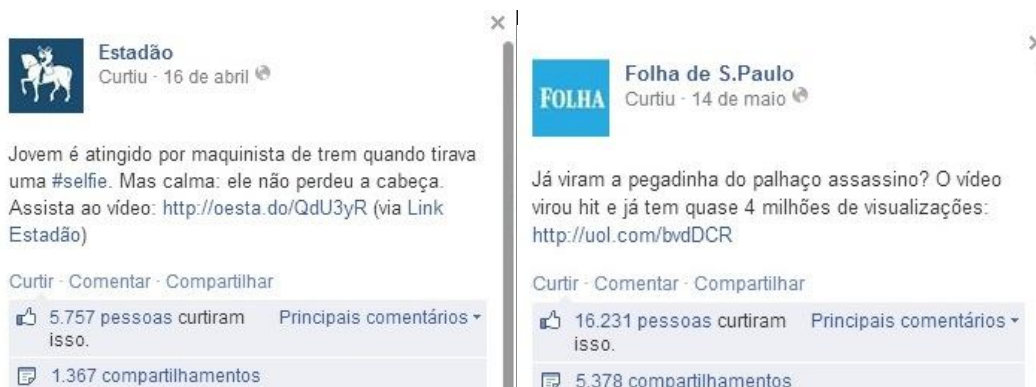 Estadão
Curtiu · 16 de abril
Jovem é atingido por maquinista de trem quando tirava
uma #selfie. Mas calma: ele não perdeu a cabeça.
Assista ao vídeo: http://oesta.do/QdU3yR (via Link
Estadão)
Curtir · Comentar · Compartilhar
5.757 pessoas curtiram Principais comentários
isso.
1.367 compartilhamentos
FOLHA
Folha de S.Paulo
Curtiu · 14 de maio
Já viram a pegadinha do palhaço assassino? O vídeo
virou hit e já tem quase 4 milhões de visualizações:
http://uol.com/bvdDCR
Curtir · Comentar · Compartilhar
16.231 pessoas curtiram Principais comentários
isso.
5.378 compartilhamentos